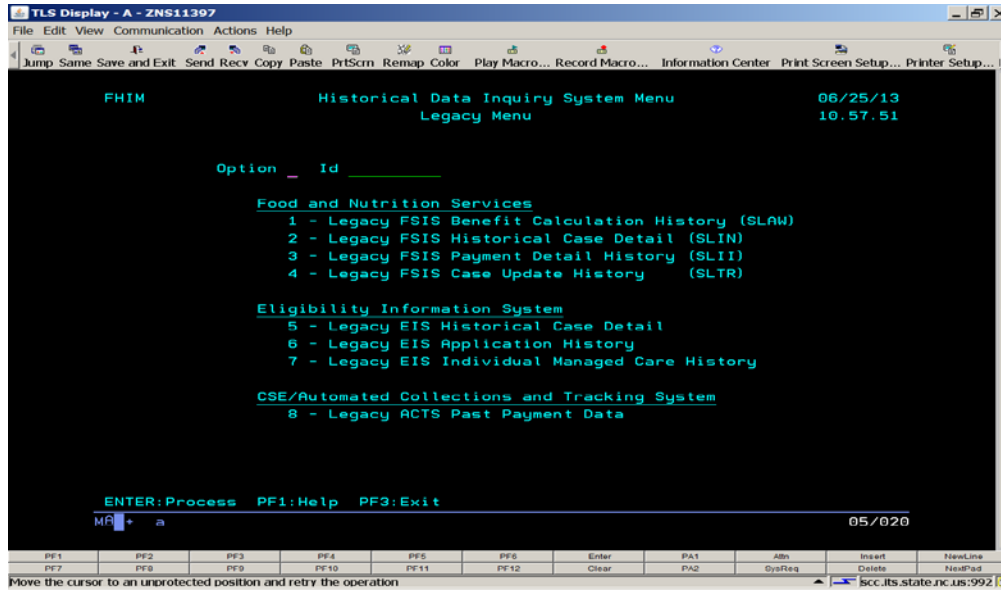 TLS Display - A - ZNS11397
File Edit View Communication Actions Help
Jump Same Save and Exit Send Recv Copy Paste PrtScrn Remap Color Play Macro... Record Macro... Information Center Print Screen Setup... Printer Setup...
FHIM Historical Data Inquiry System Menu 06/25/13
Legacy Menu 10.57.51
Option _ Id
Food and Nutrition Services
1 - Legacy FSIS Benefit Calculation History (SLAW)
2 - Legacy FSIS Historical Case Detail (SLIN)
3 - Legacy FSIS Payment Detail History (SLII)
4 - Legacy FSIS Case Update History (SLTR)
Eligibility Information System
5 - Legacy EIS Historical Case Detail
6 - Legacy EIS Application History
7 - Legacy EIS Individual Managed Care History
CSE/Automated Collections and Tracking System
8 - Legacy ACTS Past Payment Data
ENTER:Process PF1:Help PF3:Exit
MA + a 05/020
PF1 PF2 PF3 PF4 PF5 PF6 Enter PA1 Attn Insert NewLine
PF7 PF8 PF9 PF10 PF11 PF12 Clear PA2 SysReq Delete NextPad
Move the cursor to an unprotected position and retry the operation scc.its.state.nc.us:992